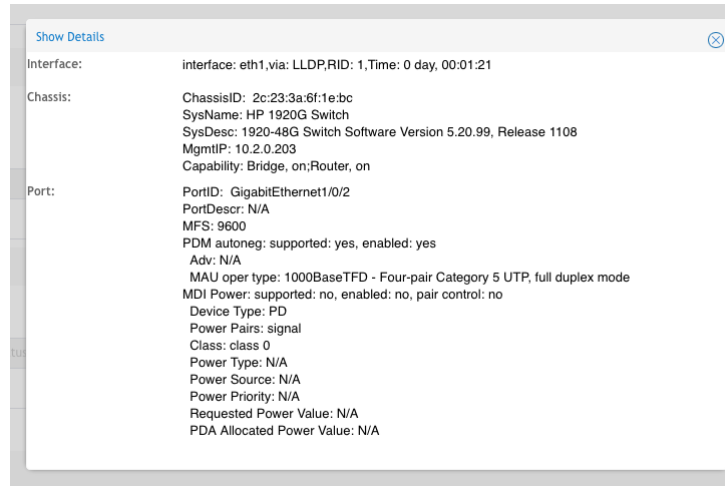 Show Details
Interface: interface: eth1,via: LLDP,RID: 1,Time: 0 day, 00:01:21
Chassis: ChassisID: 2c:23:3a:6f:1e:bc
SysName: HP 1920G Switch
SysDesc: 1920-48G Switch Software Version 5.20.99, Release 1108
MgmtIP: 10.2.0.203
Capability: Bridge, on;Router, on
Port: PortID: GigabitEthernet1/0/2
PortDescr: N/A
MFS: 9600
PDM autoneg: supported: yes, enabled: yes
Adv: N/A
MAU oper type: 1000BaseTFD - Four-pair Category 5 UTP, full duplex mode
MDI Power: supported: no, enabled: no, pair control: no
Device Type: PD
Power Pairs: signal
Class: class 0
Power Type: N/A
Power Source: N/A
Power Priority: N/A
Requested Power Value: N/A
PDA Allocated Power Value: N/A